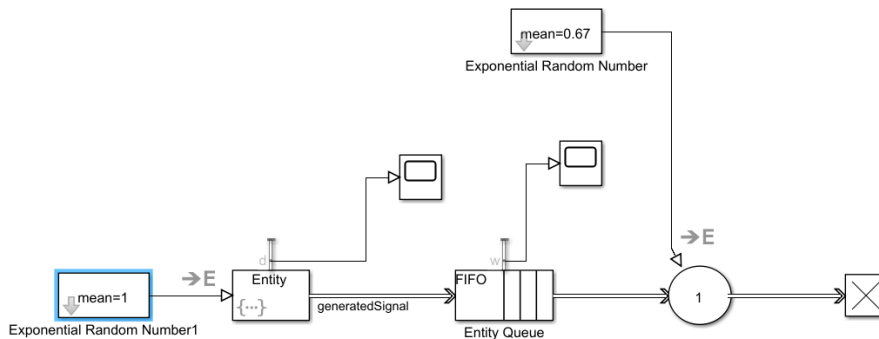 mean=0.67
Exponential Random Number
E
d
w
E
Entity
FIFO
mean=1
{...}
1
generatedSignal
Exponential Random Number1
Entity Queue